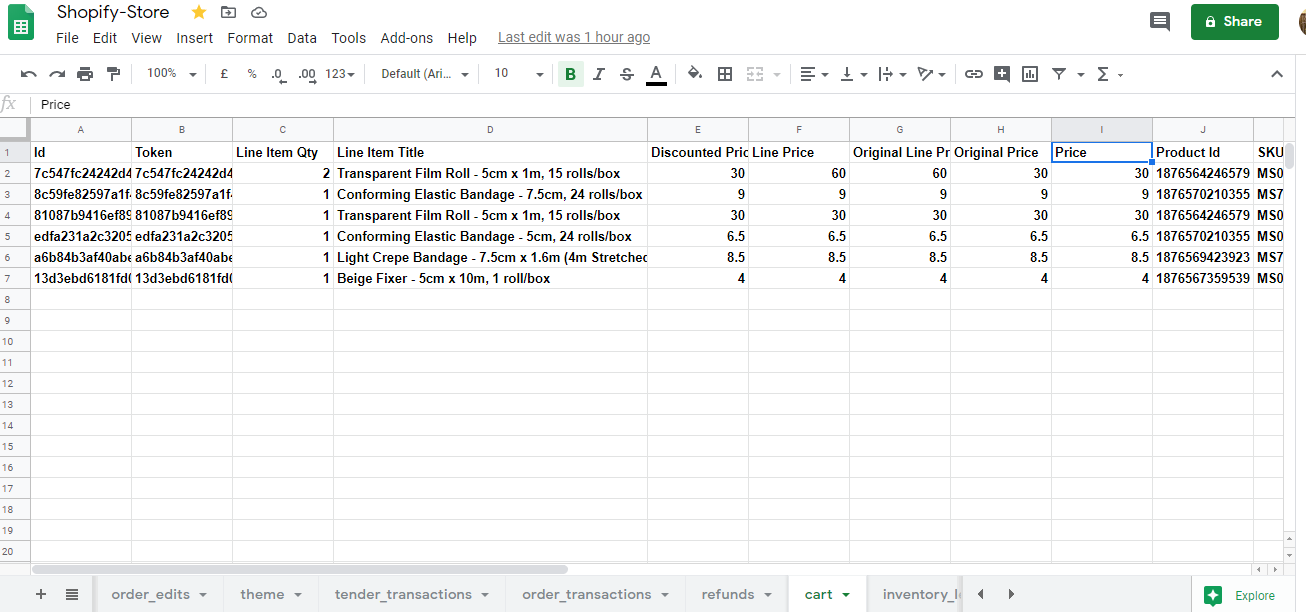 Shopify-Store
File Edit View Insert Format Data Tools Add-ons Help Last edit was 1 hour ago
Share
100% £ % .0 .00 123 Default (Ari... 10 B I S A
fx Price
A B C D E F G H I J
1 Id Token Line Item Qty Line Item Title Discounted Pric Line Price Original Line Pr Original Price Price Product Id SKU
2 7c547fc24242d4 7c547fc24242d4 2 Transparent Film Roll - 5cm x 1m, 15 rolls/box 30 60 60 30 30 1876564246579 MS0
3 8c59fe82597a1f 8c59fe82597a1f 1 Conforming Elastic Bandage - 7.5cm, 24 rolls/box 9 9 9 9 9 1876570210355 MS7
4 81087b9416ef89 81087b9416ef89 1 Transparent Film Roll - 5cm x 1m, 15 rolls/box 30 30 30 30 30 1876564246579 MS0
5 edfa231a2c3205 edfa231a2c3205 1 Conforming Elastic Bandage - 5cm, 24 rolls/box 6.5 6.5 6.5 6.5 6.5 1876570210355 MS0
6 a6b84b3af40abe a6b84b3af40abe 1 Light Crepe Bandage - 7.5cm x 1.6m (4m Stretched 8.5 8.5 8.5 8.5 8.5 1876569423923 MS7
7 13d3ebd6181fd 13d3ebd6181fd 1 Beige Fixer - 5cm x 10m, 1 roll/box 4 4 4 4 4 1876567359539 MS0
8
9
10
11
12
13
14
15
16
17
18
19
20
order_edits theme tender_transactions order_transactions refunds cart inventory_l Explore